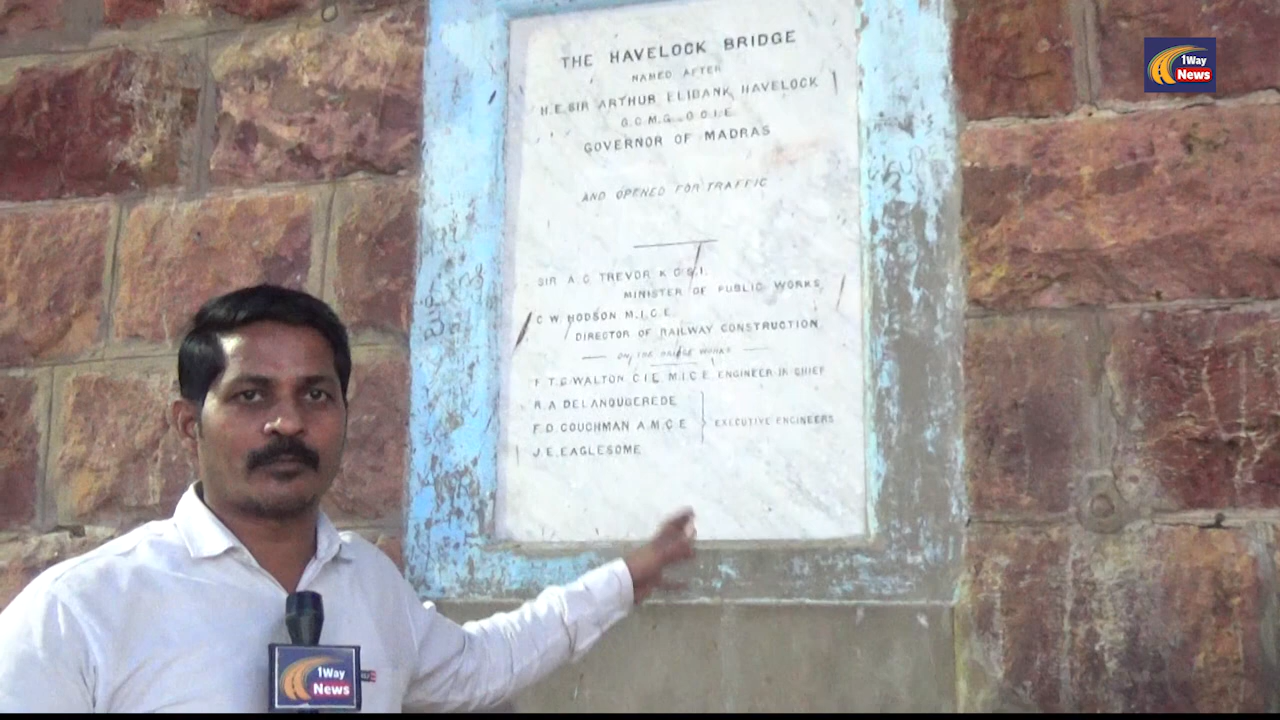 THE HAVELOCK BRIDGE
NAMED AFTER
H.E. SIR ARTHUR ELIBANK HAVELOCK
G.C.M.G. G.C.I.E.
GOVERNOR OF MADRAS
AND OPENED FOR TRAFFIC
SIR A C TREVOR K C S I.
MINISTER OF PUBLIC WORKS
C W HODSON M.I.C.E.
DIRECTOR OF RAILWAY CONSTRUCTION
ON THE BRIDGE WORKS
F.T.G. WALTON C.I.E. M.I.C.E. ENGINEER IN CHIEF
R.A DELANOUGEREDE
F.D. COUCHMAN A.M.C E
EXECUTIVE ENGINEERS
J.E. EAGLESOME
1Way
News
1Way
News